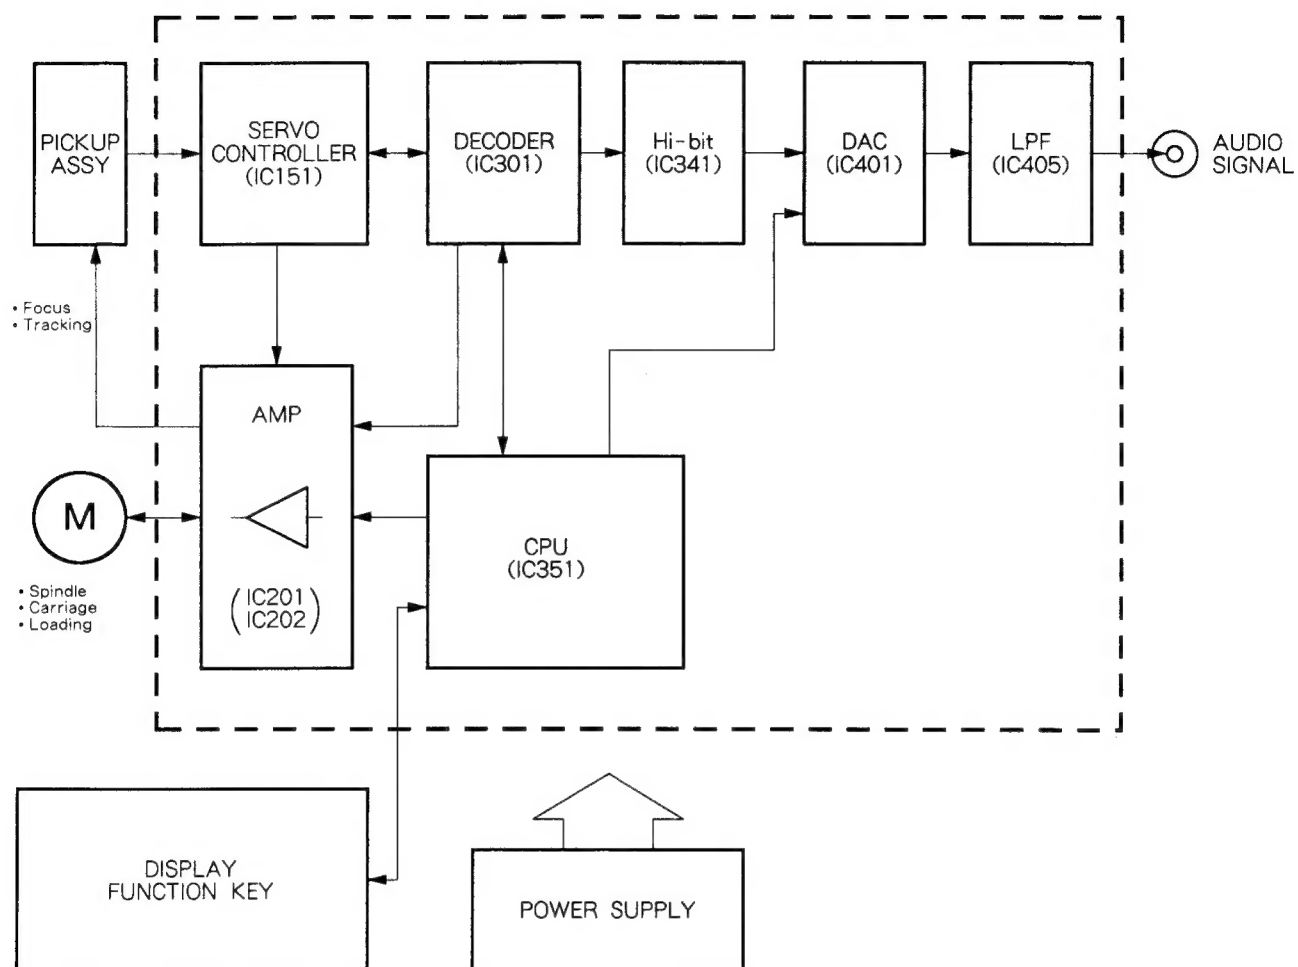 PICKUP
ASSY
SERVO
CONTROLLER
(IC151)
DECODER
(IC301)
Hi-bit
(IC341)
DAC
(IC401)
LPF
(IC405)
AUDIO
SIGNAL
• Focus
• Tracking
AMP
(IC201
IC202)
M
• Spindle
• Carriage
• Loading
CPU
(IC351)
DISPLAY
FUNCTION KEY
POWER SUPPLY